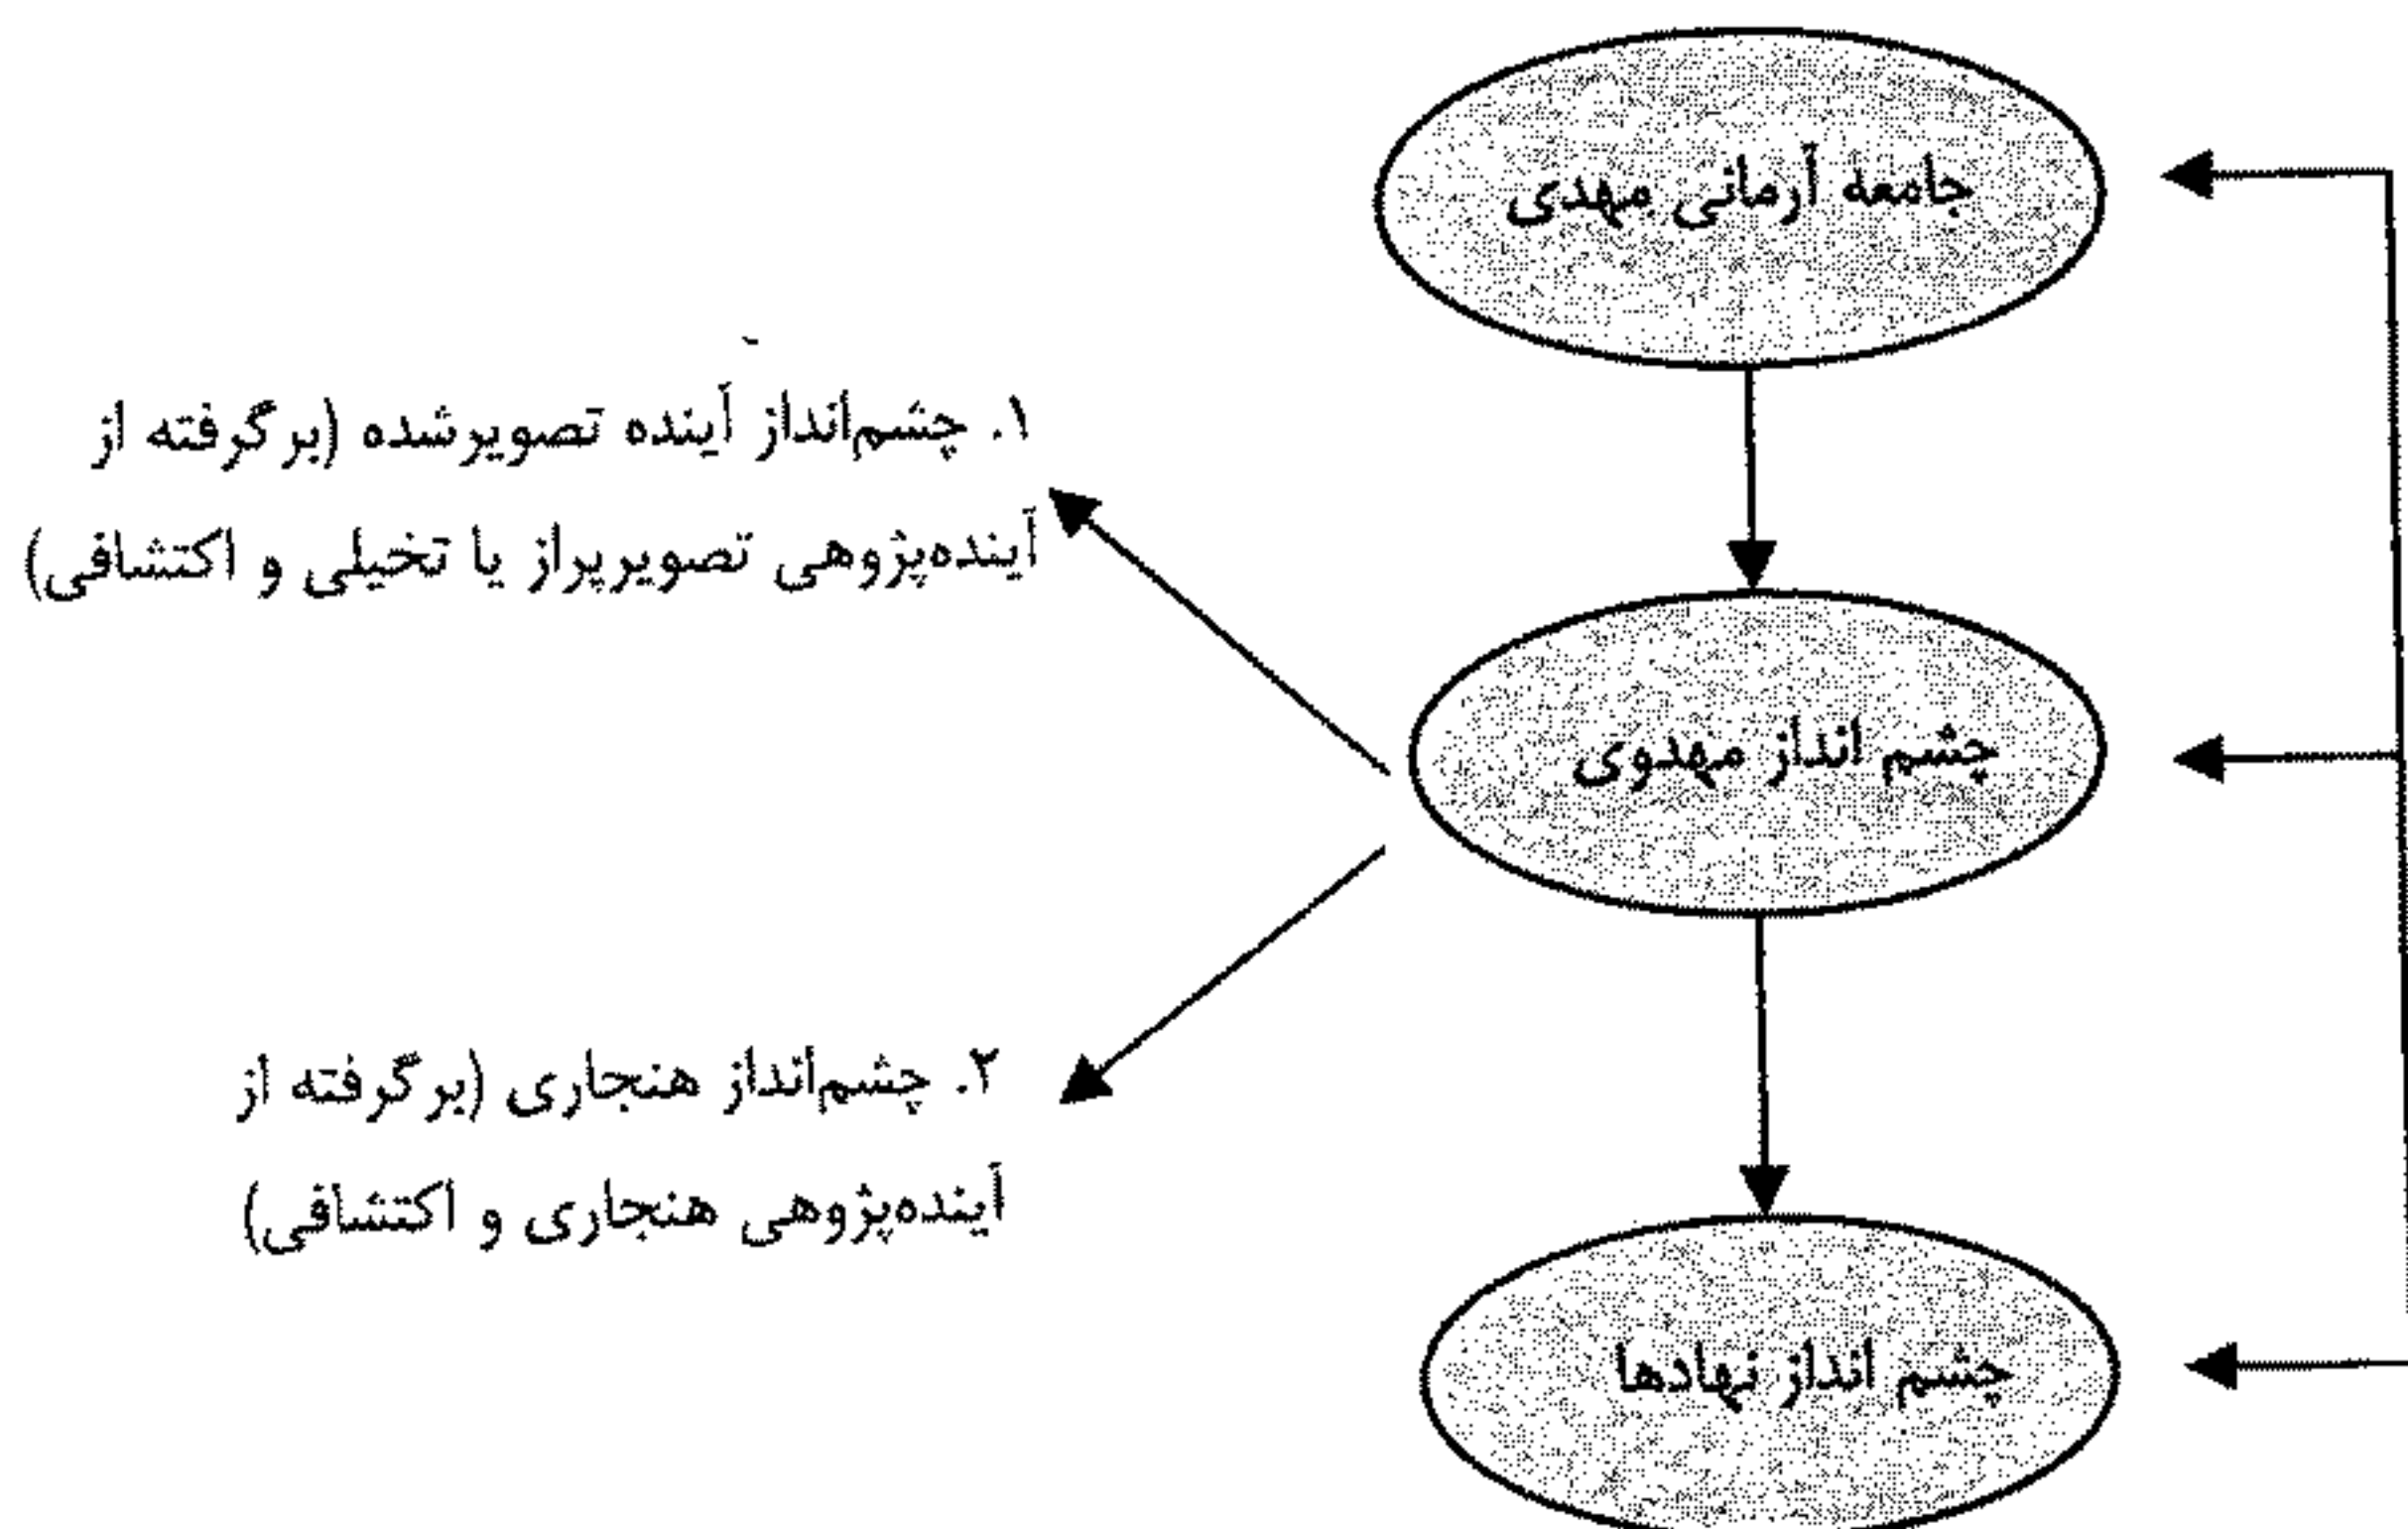 جامعه آرمانی مهدی
۱. چشم‌انداز آینده تصویرشده (برگرفته از
آینده‌پژوهی تصویرپراز یا تخیلی و اکتشافی)
چشم انداز مهدوی
۲. چشم‌انداز هنجاری (برگرفته از
آینده‌پژوهی هنجاری و اکتشافی)
چشم انداز نهادها